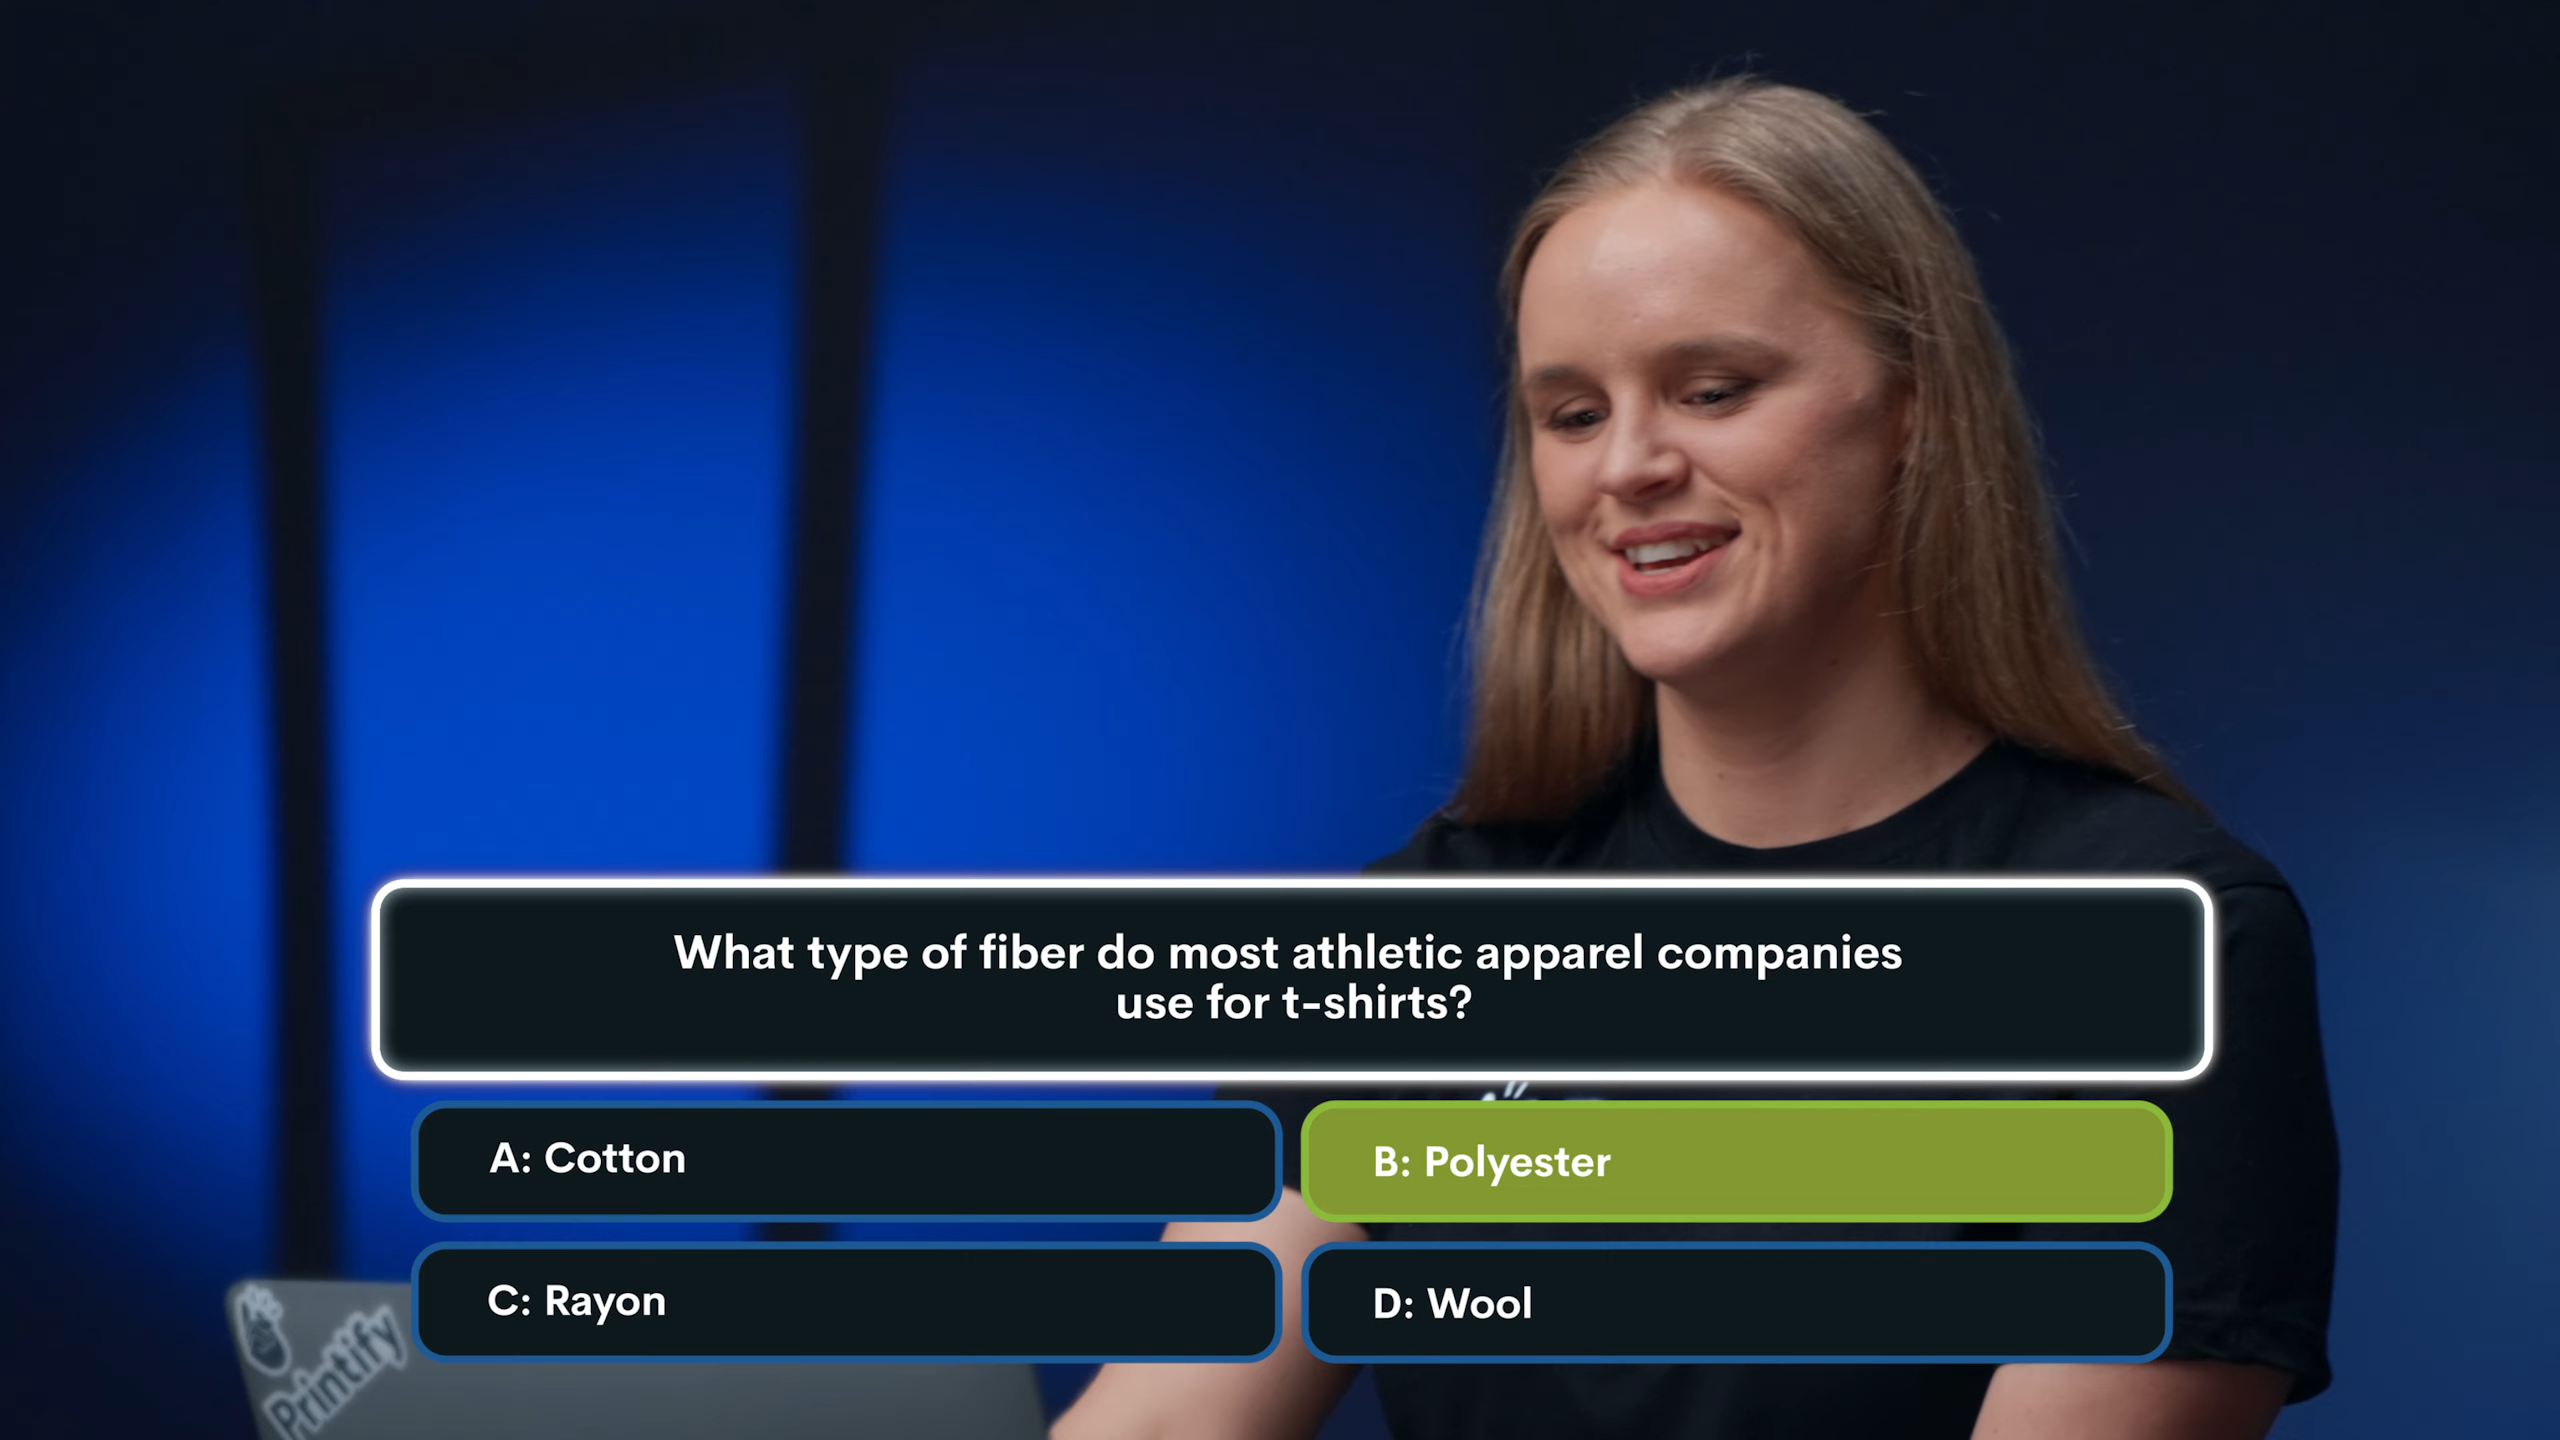 What type of fiber do most athletic apparel companies
use for t-shirts?
A: Cotton
B: Polyester
C: Rayon
D: Wool
Printify